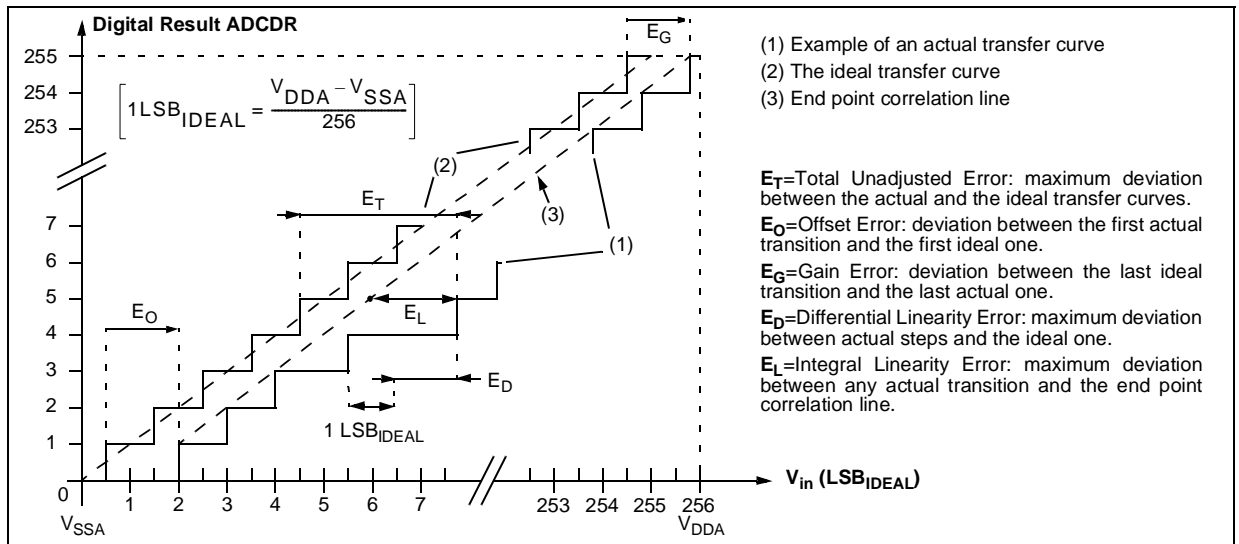 Digital Result ADCDR
E_G
255
254
253
1LSB_IDEAL = (V_DDA – V_SSA) / 256
(1) Example of an actual transfer curve
(2) The ideal transfer curve
(3) End point correlation line
(2)
E_T
(3)
(1)
7
6
5
4
3
2
1
0
E_O
E_L
E_D
1 LSB_IDEAL
E_T=Total Unadjusted Error: maximum deviation
between the actual and the ideal transfer curves.
E_O=Offset Error: deviation between the first actual
transition and the first ideal one.
E_G=Gain Error: deviation between the last ideal
transition and the last actual one.
E_D=Differential Linearity Error: maximum deviation
between actual steps and the ideal one.
E_L=Integral Linearity Error: maximum deviation
between any actual transition and the end point
correlation line.
V_in (LSB_IDEAL)
1 2 3 4 5 6 7 253 254 255 256
V_SSA
V_DDA